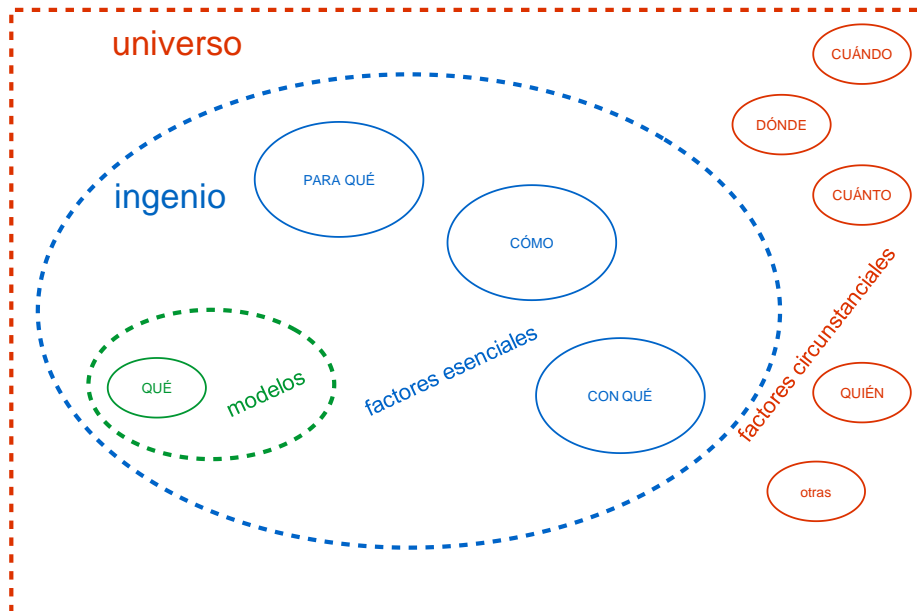 universo
CUÁNDO
DÓNDE
PARA QUÉ
ingenio
CUÁNTO
CÓMO
factores esenciales
factores circunstanciales
QUÉ
modelos
CON QUÉ
QUIÉN
otras